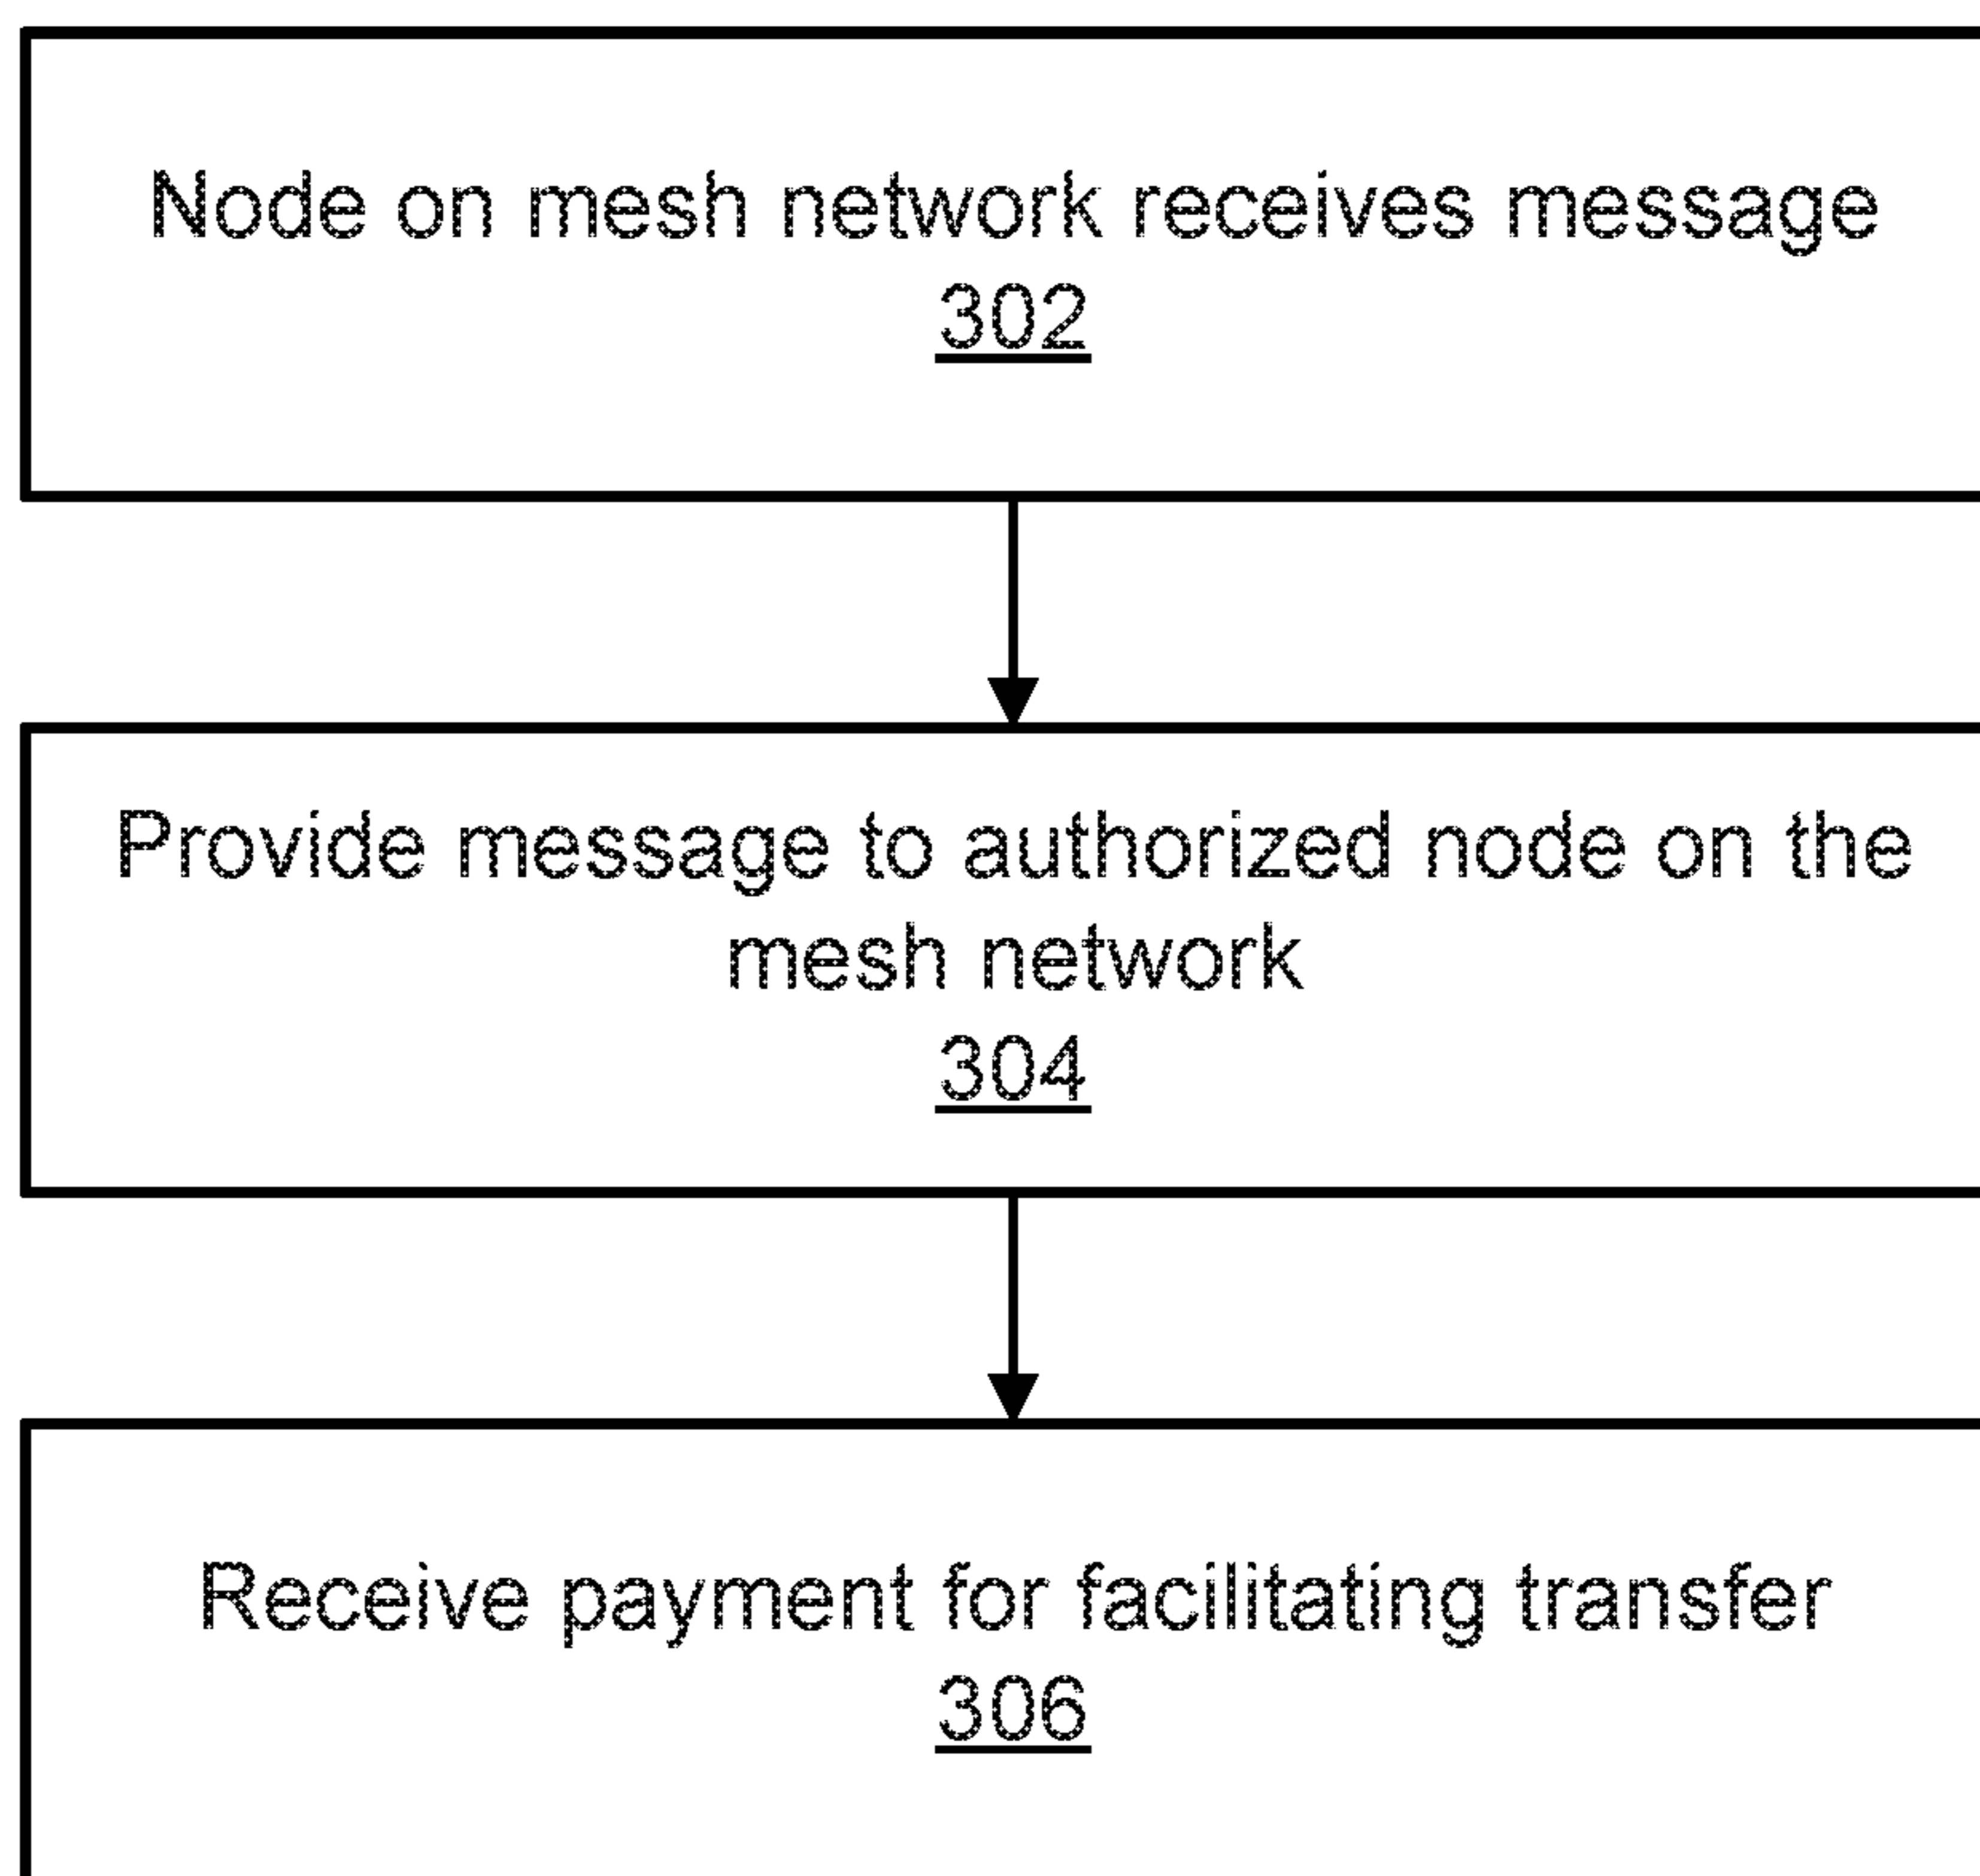 Node on mesh network receives message
302
Provide message to authorized node on the
mesh network
304
Receive payment for facilitating transfer
306